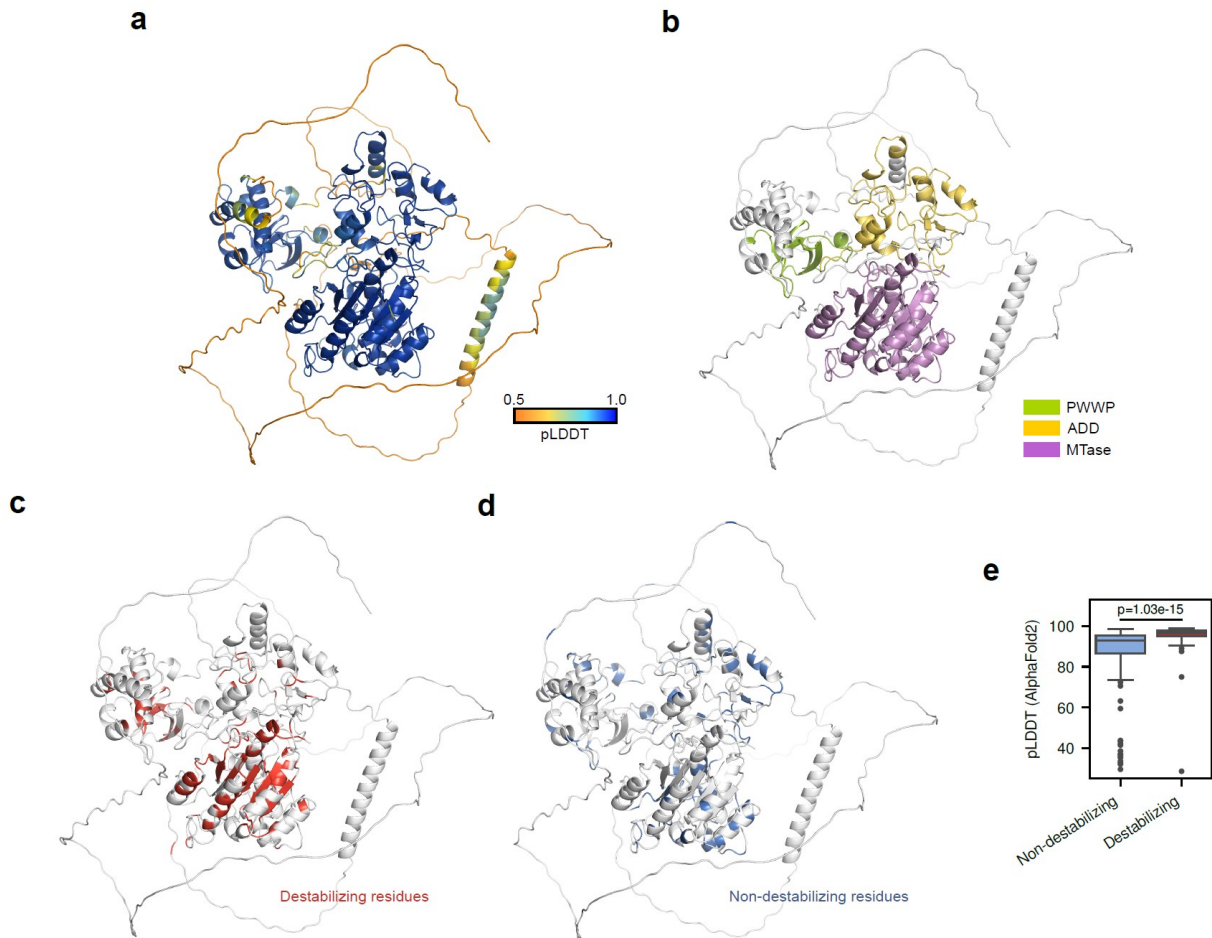 a
b
0.5 1.0
pLDDT
PWWP
ADD
MTase
c
d
Destabilizing residues
Non-destabilizing residues
e
p=1.03e-15
pLDDT (AlphaFold2)
100
80
60
40
Non-destabilizing
Destabilizing